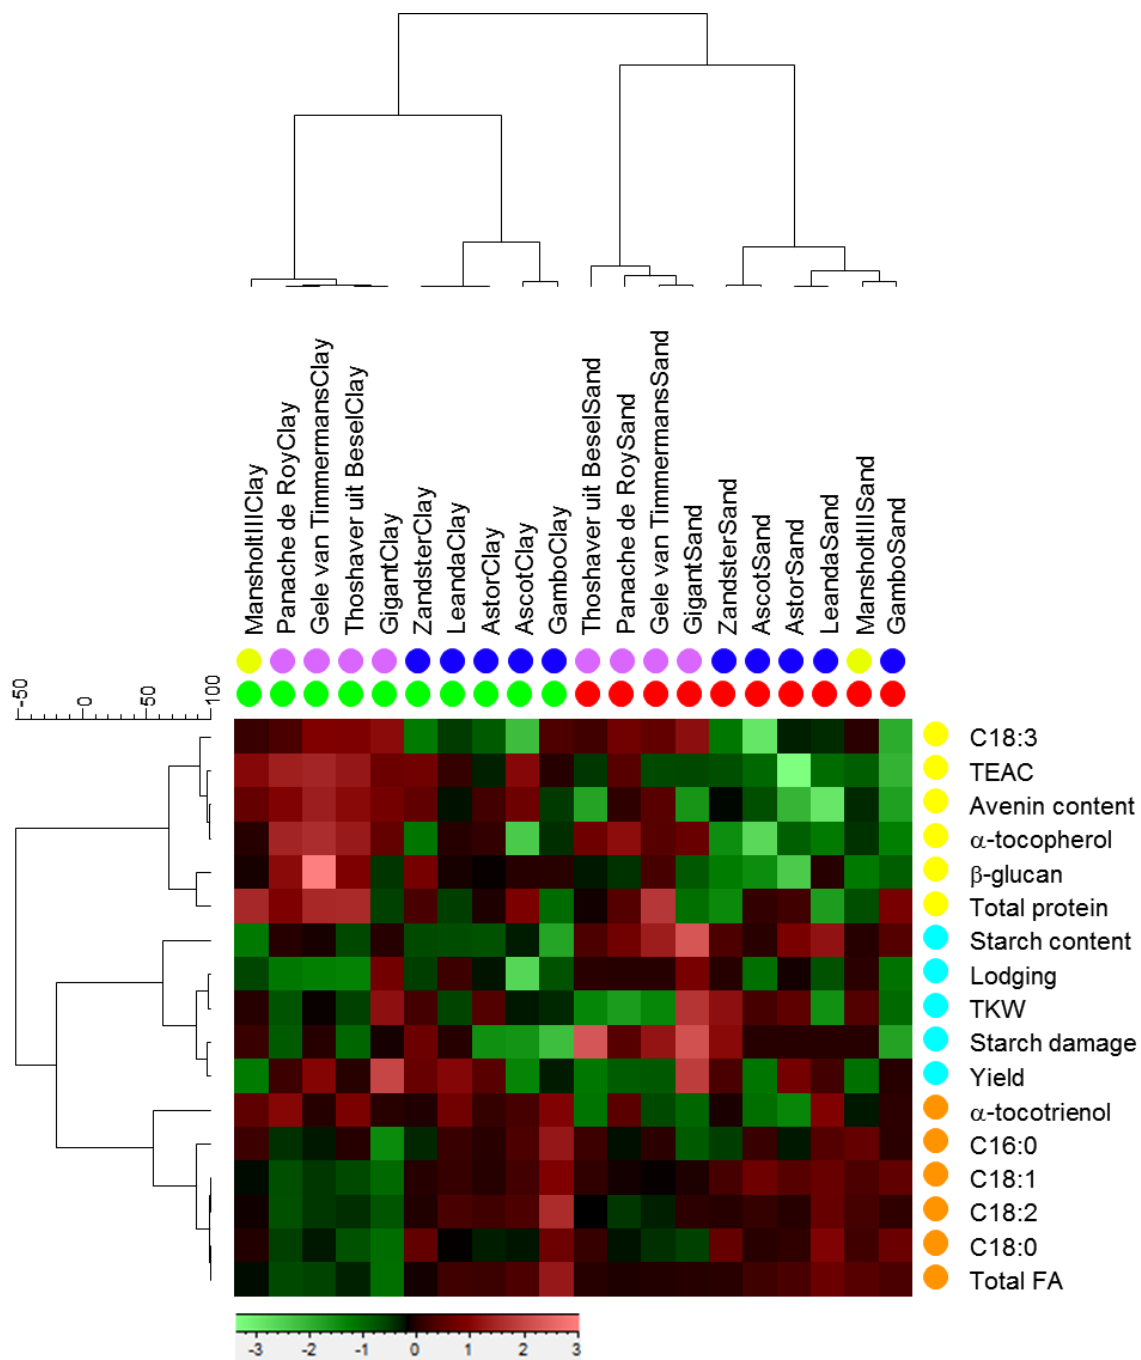 MansholtIIIClay
Panache de RoyClay
Gele van TimmermansClay
Thoshaver uit BeselClay
GigantClay
ZandsterClay
LeandaClay
AstorClay
AscotClay
GamboClay
Thoshaver uit BeselSand
Panache de RoySand
Gele van TimmermansSand
GigantSand
ZandsterSand
AscotSand
AstorSand
LeandaSand
MansholtIIISand
GamboSand
-50 0 50 100
C18:3
TEAC
Avenin content
α-tocopherol
β-glucan
Total protein
Starch content
Lodging
TKW
Starch damage
Yield
α-tocotrienol
C16:0
C18:1
C18:2
C18:0
Total FA
-3 -2 -1 0 1 2 3